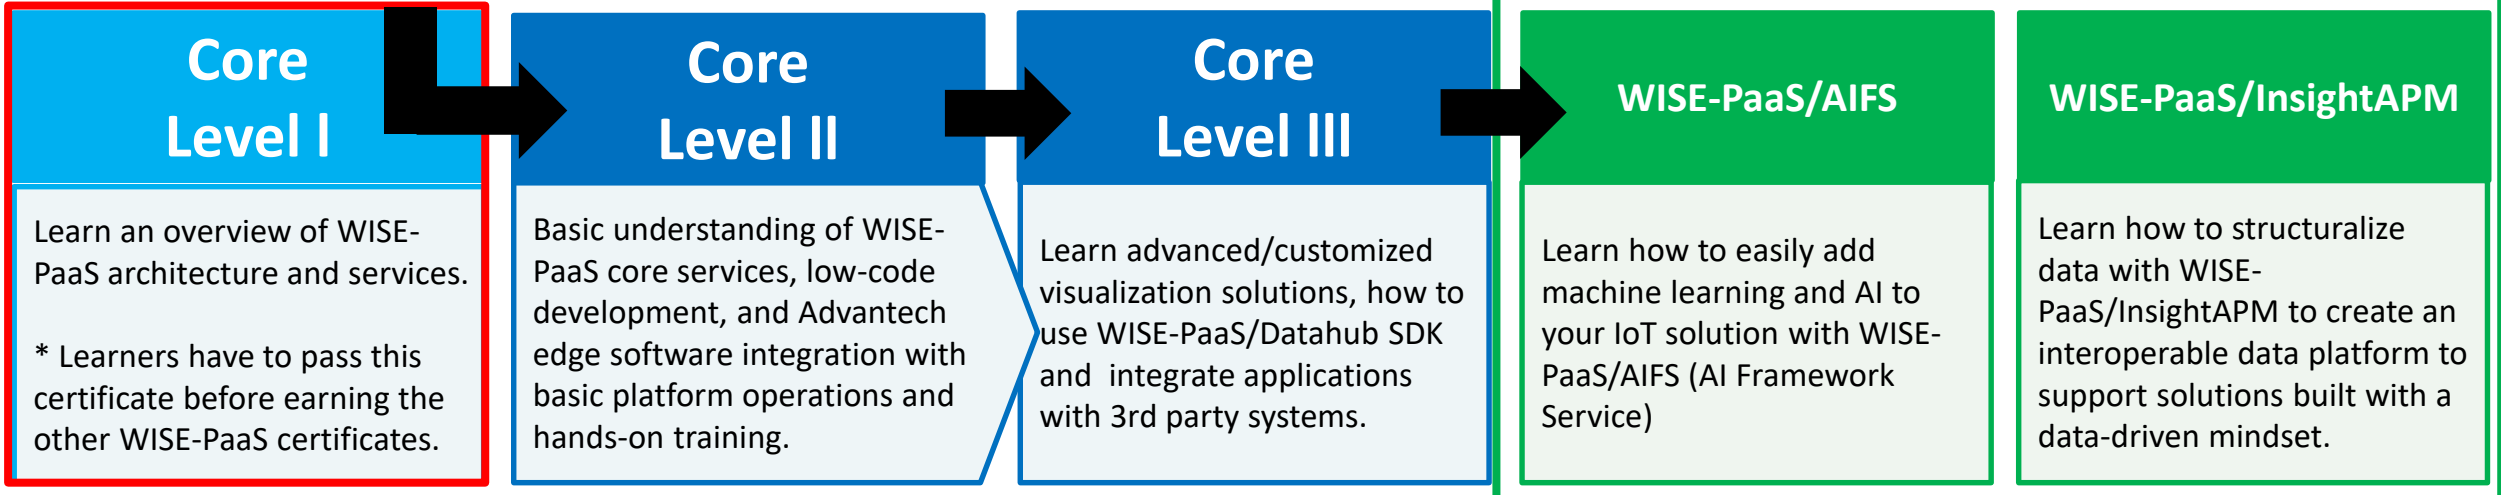 Core
Level I
Learn an overview of WISE-
PaaS architecture and services.
* Learners have to pass this
certificate before earning the
other WISE-PaaS certificates.
Core
Level II
Basic understanding of WISE-
PaaS core services, low-code
development, and Advantech
edge software integration with
basic platform operations and
hands-on training.
Core
Level III
Learn advanced/customized
visualization solutions, how to
use WISE-PaaS/Datahub SDK
and  integrate applications
with 3rd party systems.
WISE-PaaS/AIFS
Learn how to easily add
machine learning and AI to
your IoT solution with WISE-
PaaS/AIFS (AI Framework
Service)
WISE-PaaS/InsightAPM
Learn how to structuralize
data with WISE-
PaaS/InsightAPM to create an
interoperable data platform to
support solutions built with a
data-driven mindset.